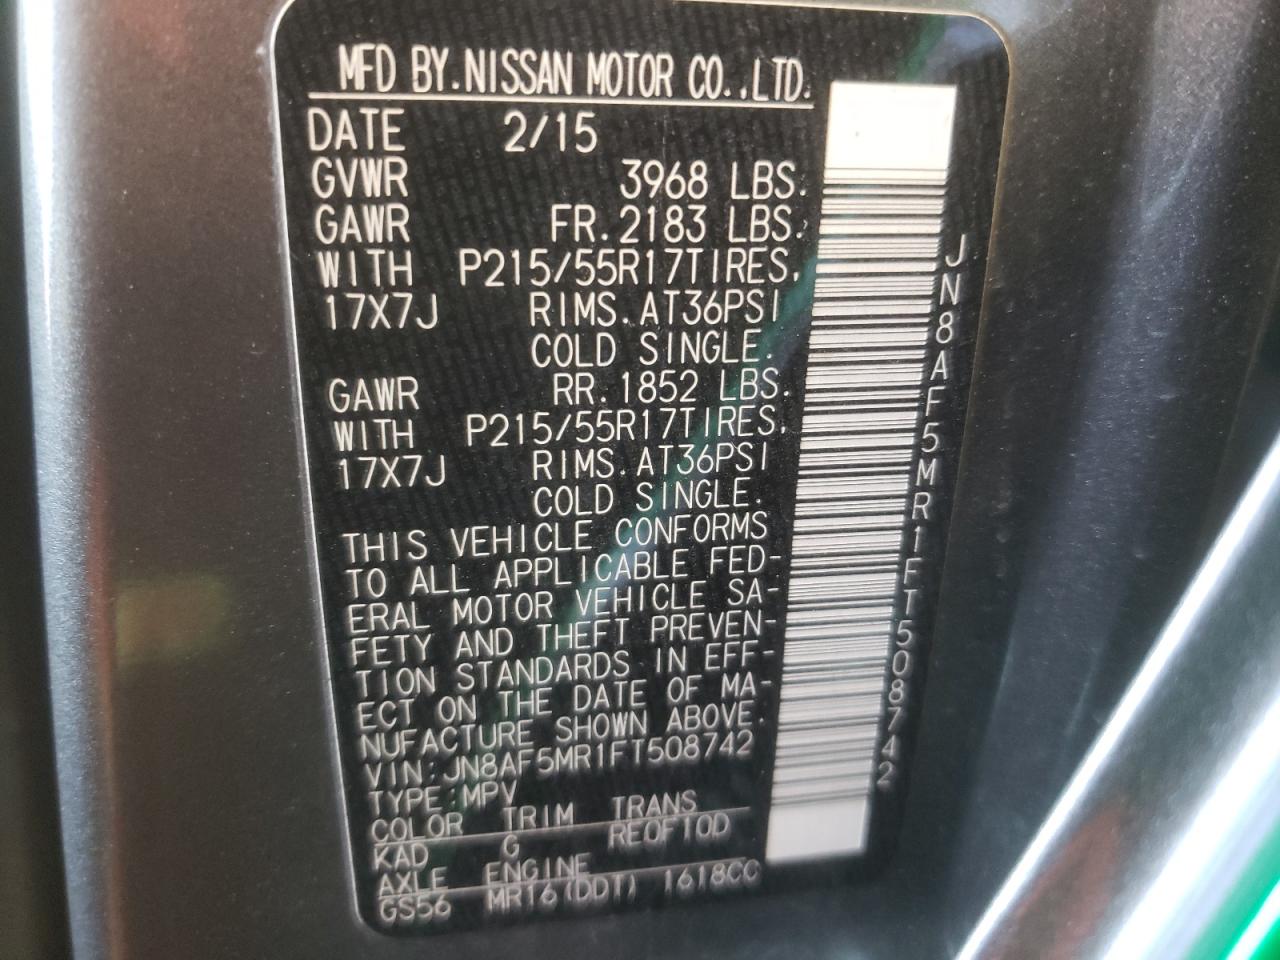 MFD BY.NISSAN MOTOR CO.,LTD.
DATE 2/15
GVWR 3968 LBS.
GAWR FR.2183 LBS.
WITH P215/55R17TIRES,
17X7J RIMS.AT36PSI
COLD SINGLE.
GAWR RR.1852 LBS.
WITH P215/55R17TIRES,
17X7J RIMS.AT36PSI
COLD SINGLE.
THIS VEHICLE CONFORMS
TO ALL APPLICABLE FED-
ERAL MOTOR VEHICLE SA-
FETY AND THEFT PREVEN-
TION STANDARDS IN EFF-
ECT ON THE DATE OF MA-
NUFACTURE SHOWN ABOVE.
VIN:JN8AF5MR1FT508742
TYPE:MPV
COLOR TRIM TRANS
KAD G RE0F10D
AXLE ENGINE
GS56 MR16(DDT) 1618CC
JN8AF5MR1FT508742